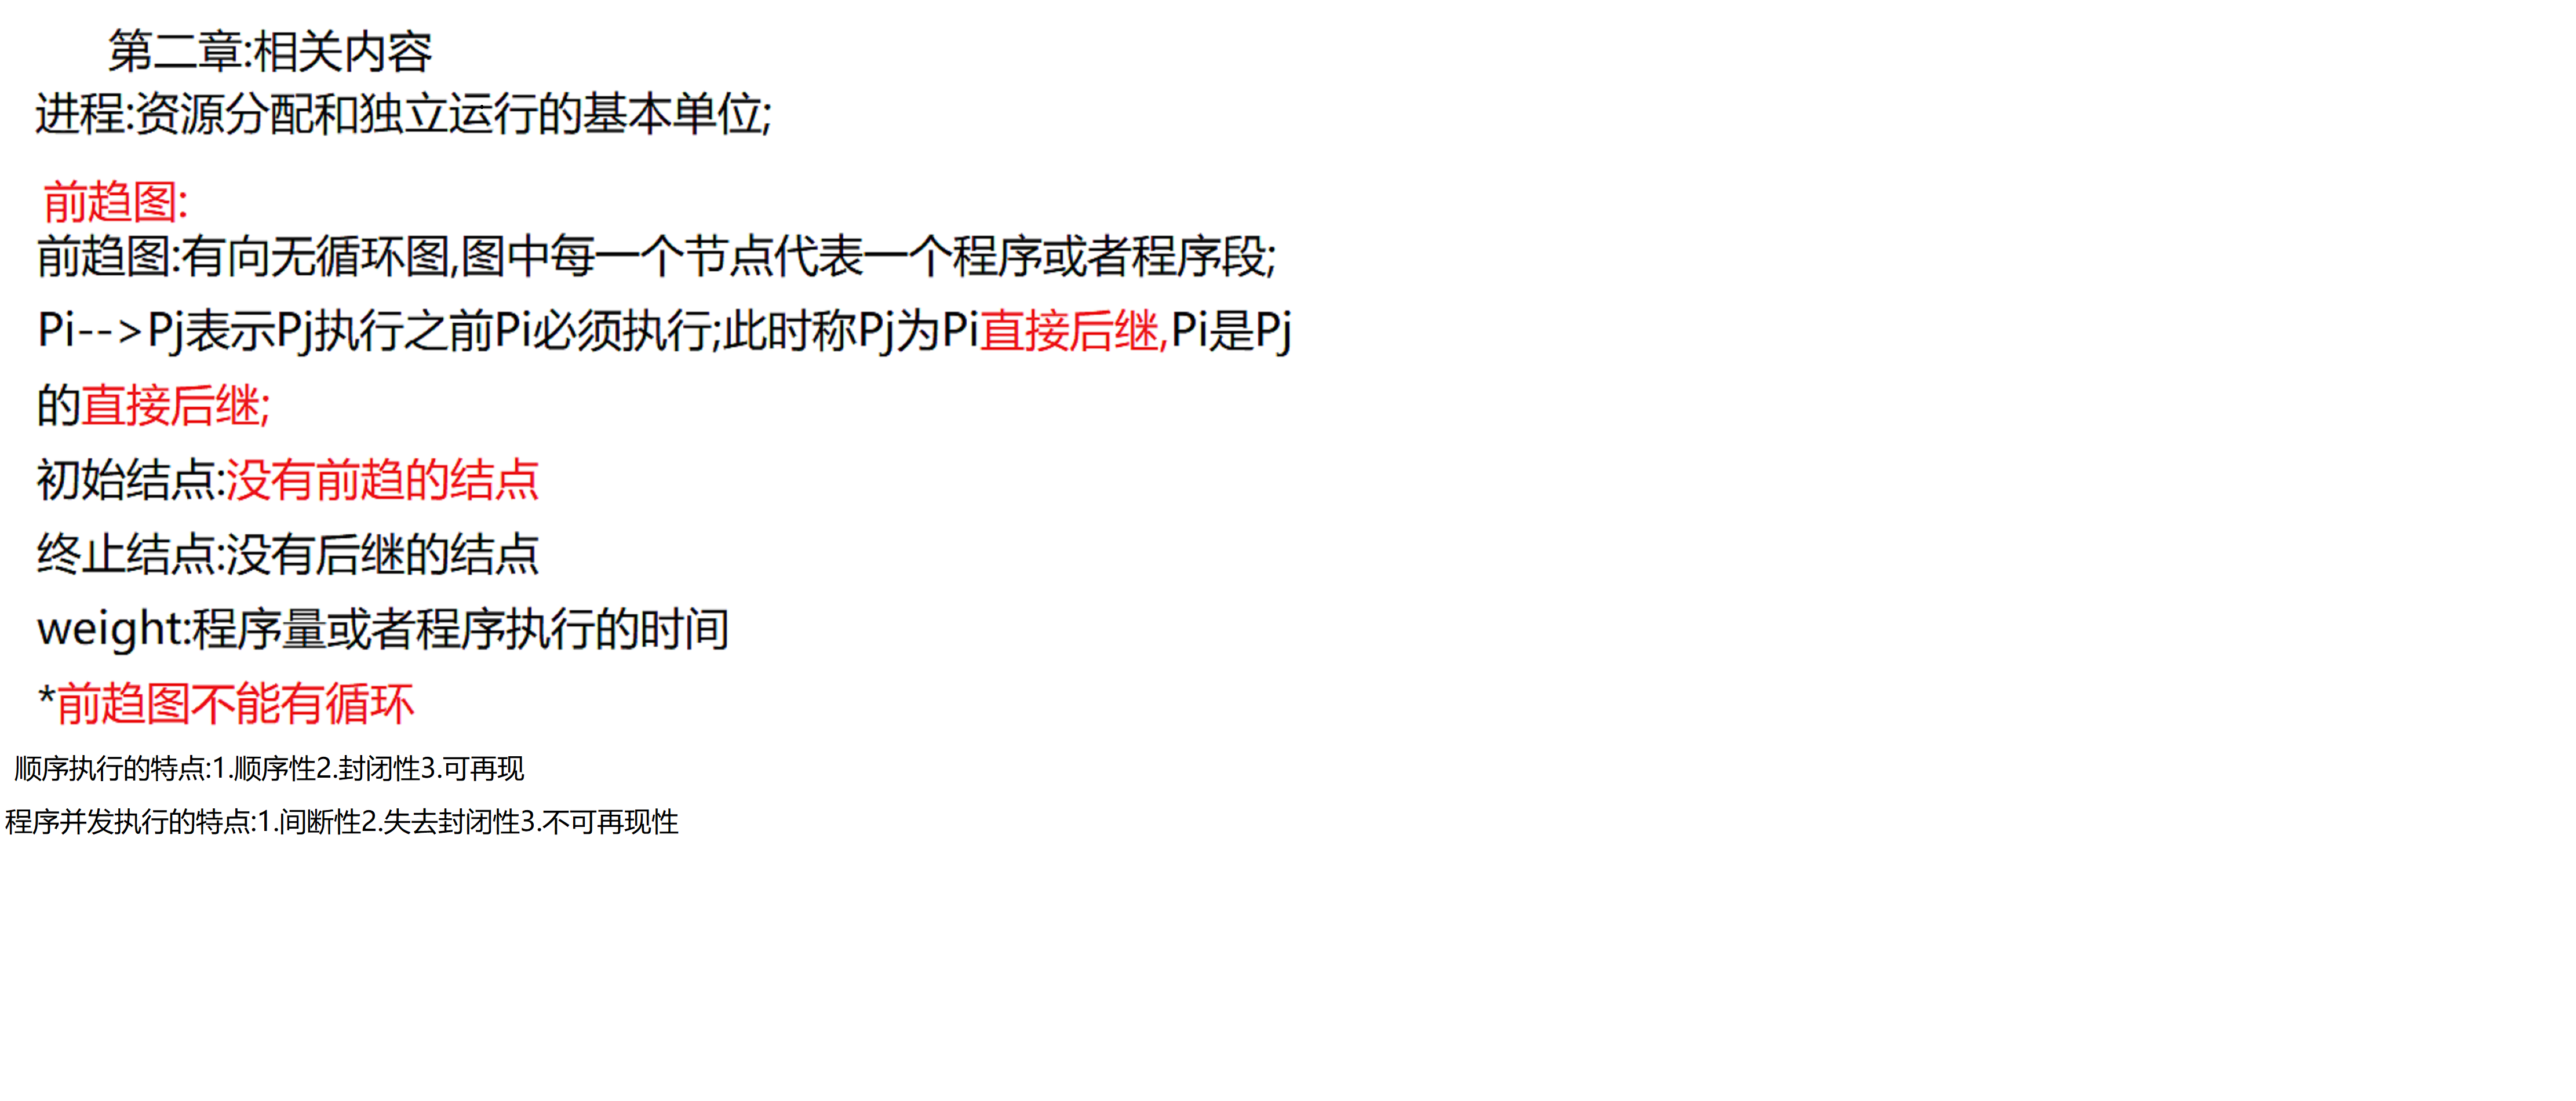 第二章:相关内容
进程:资源分配和独立运行的基本单位;
前趋图:
前趋图:有向无循环图,图中每一个节点代表一个程序或者程序段;
Pi-->Pj表示Pj执行之前Pi必须执行;此时称Pj为Pi直接后继,Pi是Pj
的直接后继;
初始结点:没有前趋的结点
终止结点:没有后继的结点
weight:程序量或者程序执行的时间
*前趋图不能有循环
顺序执行的特点:1.顺序性2.封闭性3.可再现
程序并发执行的特点:1.间断性2.失去封闭性3.不可再现性